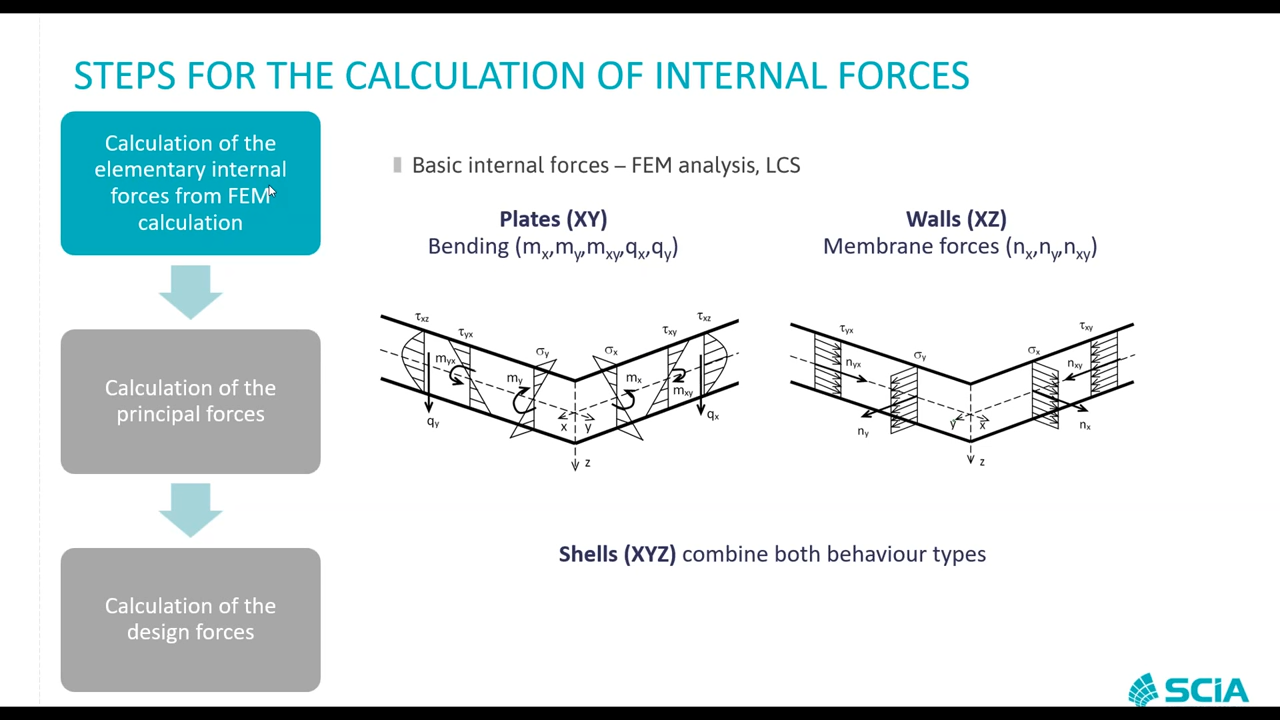 STEPS FOR THE CALCULATION OF INTERNAL FORCES
Calculation of the
elementary internal
forces from FEM
calculation
Calculation of the
principal forces
Calculation of the
design forces
Basic internal forces – FEM analysis, LCS
Plates (XY)
Bending (mx,my,mxy,qx,qy)
τxz
τyx
σy
σx
τxy
τxz
myx
my
mx
mxy
qy
x
y
qx
z
Walls (XZ)
Membrane forces (nx,ny,nxy)
τyx
σy
σx
τxy
nyx
nxy
ny
y
x
nx
z
Shells (XYZ) combine both behaviour types
SCIA